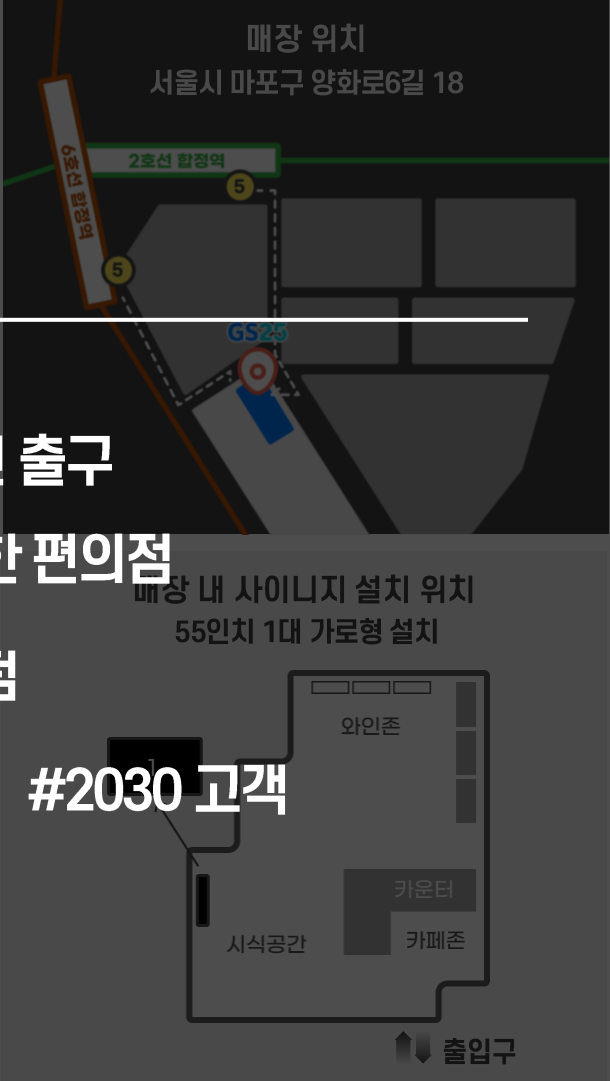 매장 위치
서울시 마포구 양화로6길 18
2호선 합정역
6호선 합정역
5
5
GS25
출구
한 편의점
점
매장 내 사이니지 설치 위치
55인치 1대 가로형 설치
와인존
1
#2030 고객
카운터
카페존
시식공간
출입구